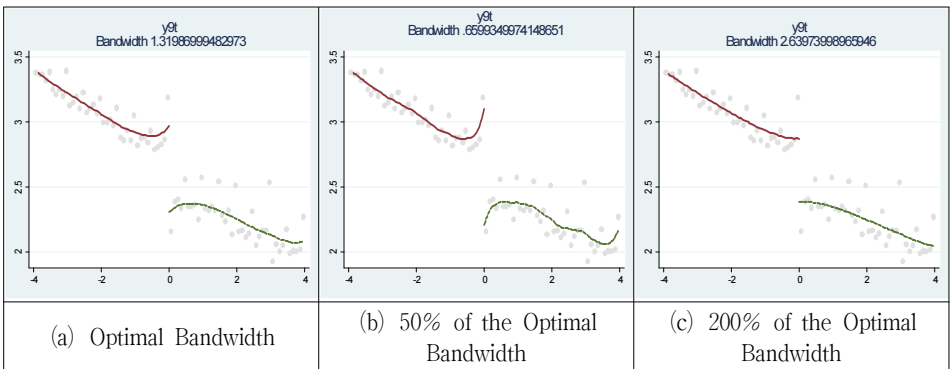 y9t
Bandwidth 1.31986999482973
3.5
3
2.5
2
-4
-2
0
2
4
y9t
Bandwidth .6599349974148651
3.5
3
2.5
2
-4
-2
0
2
4
y9t
Bandwidth 2.63973998965946
3.5
3
2.5
2
-4
-2
0
2
4
(a) Optimal Bandwidth
(b) 50% of the Optimal
Bandwidth
(c) 200% of the Optimal
Bandwidth